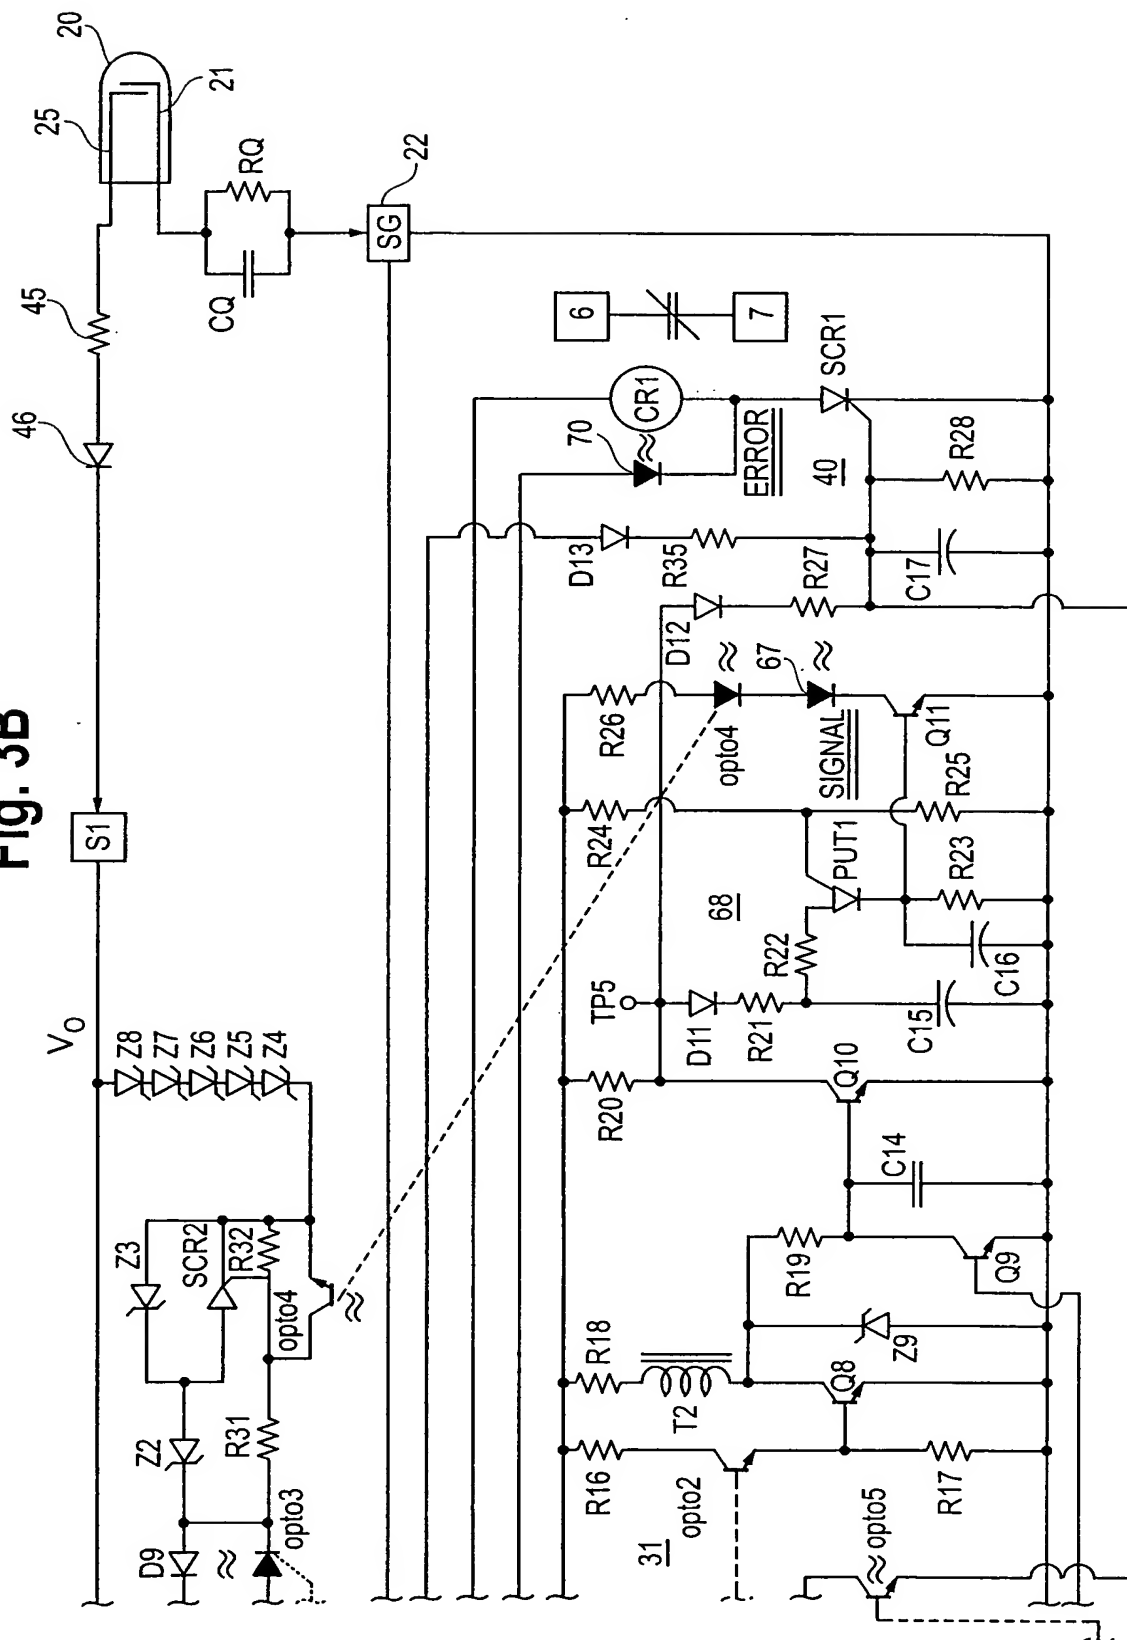 Fig. 3B
20
25
21
45
46
RQ
CQ
22
SG
S1
V_O
Z8
Z7
Z6
Z5
Z4
Z3
SCR2
R32
opto4
Z2
R31
D9
opto3
6
7
CR1
70
ERROR
SCR1
40
R28
D13
R35
C17
D12
R27
67
R26
opto4
SIGNAL
Q11
R24
R25
PUT1
68
R23
R22
C16
TP5
D11
R21
C15
R20
Q10
C14
R19
Q9
R18
Z9
T2
Q8
R16
opto2
R17
31
opto5